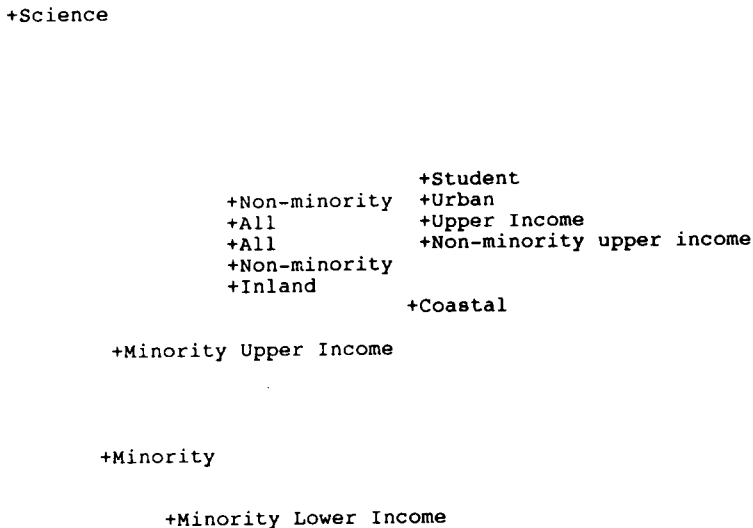 +Science
+Student
+Non-minority +Urban
+All +Upper Income
+All +Non-minority upper income
+Non-minority
+Inland
+Coastal
+Minority Upper Income
+Minority
+Minority Lower Income